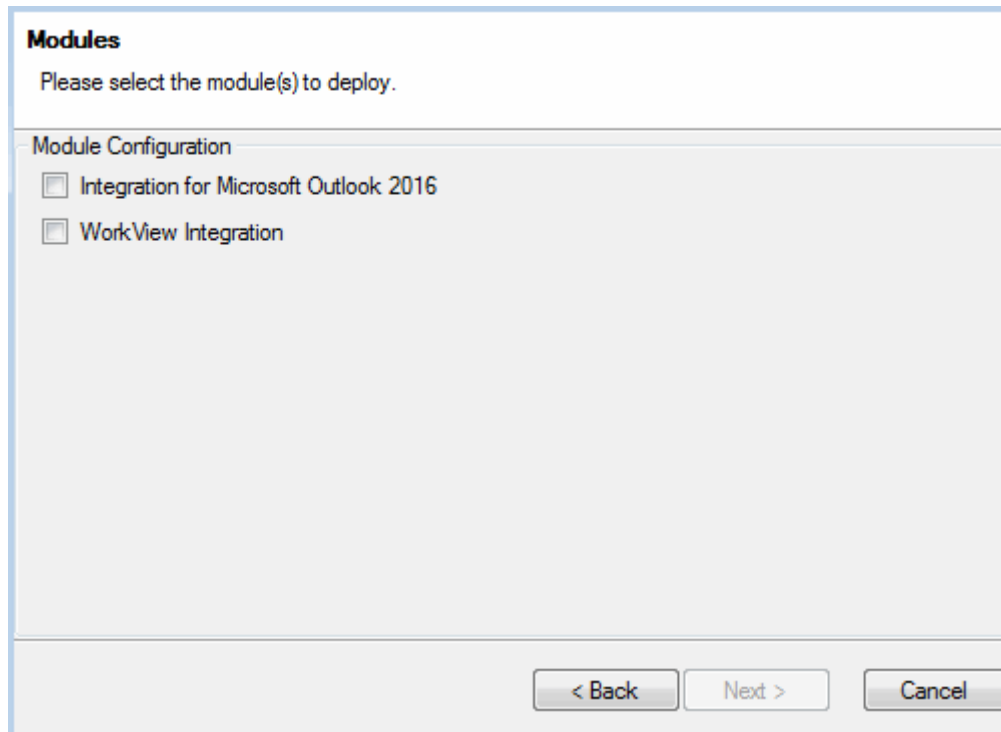 Modules
Please select the module(s) to deploy.
Module Configuration
Integration for Microsoft Outlook 2016
WorkView Integration
< Back
Next >
Cancel